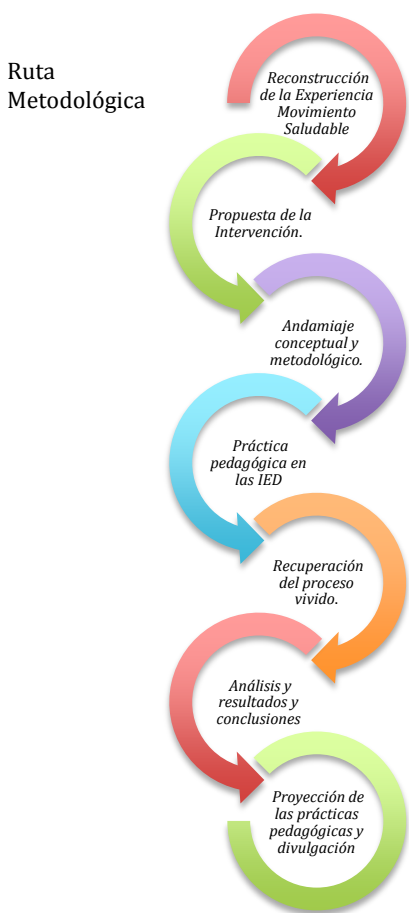 Ruta
Metodológica
Reconstrucción
de la Experiencia
Movimiento
Saludable
Propuesta de la
Intervención.
Andamiaje
conceptual y
metodológico.
Práctica
pedagógica en
las IED
Recuperación
del proceso
vivido.
Análisis y
resultados y
conclusiones
Proyección de
las prácticas
pedagógicas y
divulgación